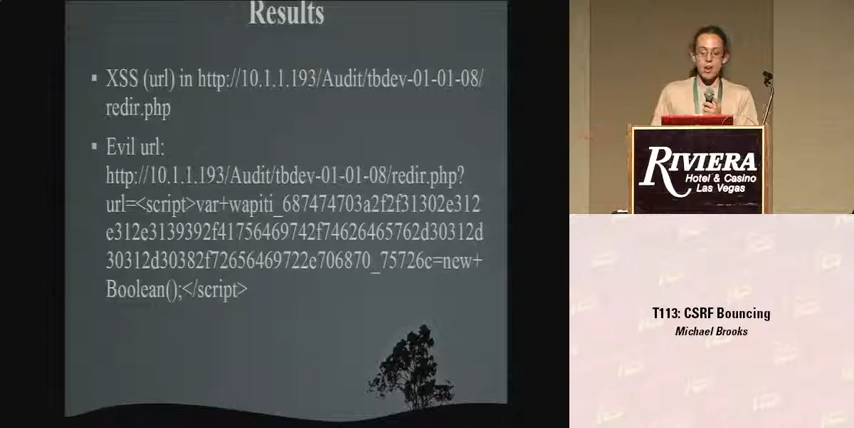 Results
XSS (url) in http://10.1.1.193/Audit/tbdev-01-01-08/
redir.php
Evil url:
http://10.1.1.193/Audit/tbdev-01-01-08/redir.php?
url=<script>var+wapiti_687474703a2f2f31302e312
e312e3139392f41756469742f74626465762d30312d
30312d30382f72656469722e706870_75726c=new+
Boolean();</script>
RIVIERA
Hotel & Casino
Las Vegas
T113: CSRF Bouncing
Michael Brooks